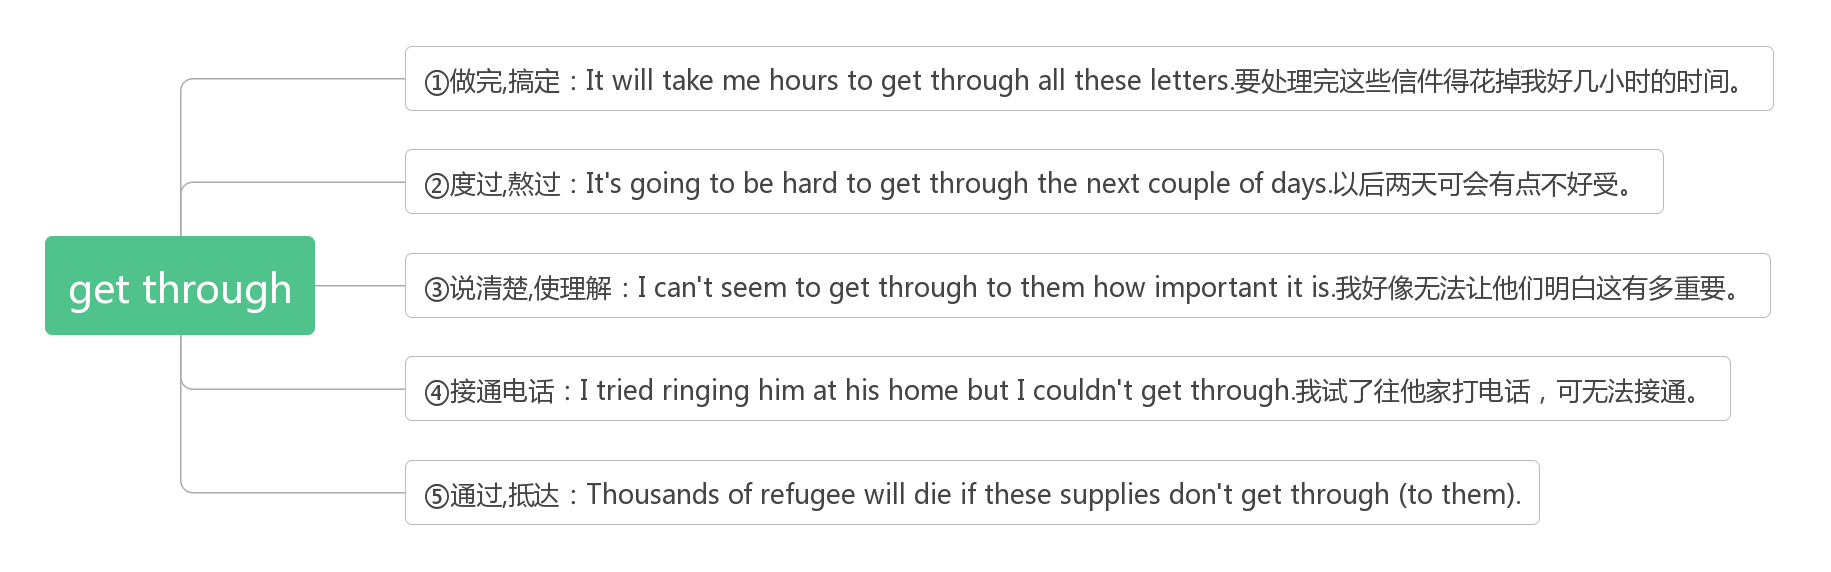 get through
①做完,搞定：It will take me hours to get through all these letters.要处理完这些信件得花掉我好几小时的时间。
②度过,熬过：It's going to be hard to get through the next couple of days.以后两天可会有点不好受。
③说清楚,使理解：I can't seem to get through to them how important it is.我好像无法让他们明白这有多重要。
④接通电话：I tried ringing him at his home but I couldn't get through.我试了往他家打电话，可无法接通。
⑤通过,抵达：Thousands of refugee will die if these supplies don't get through (to them).